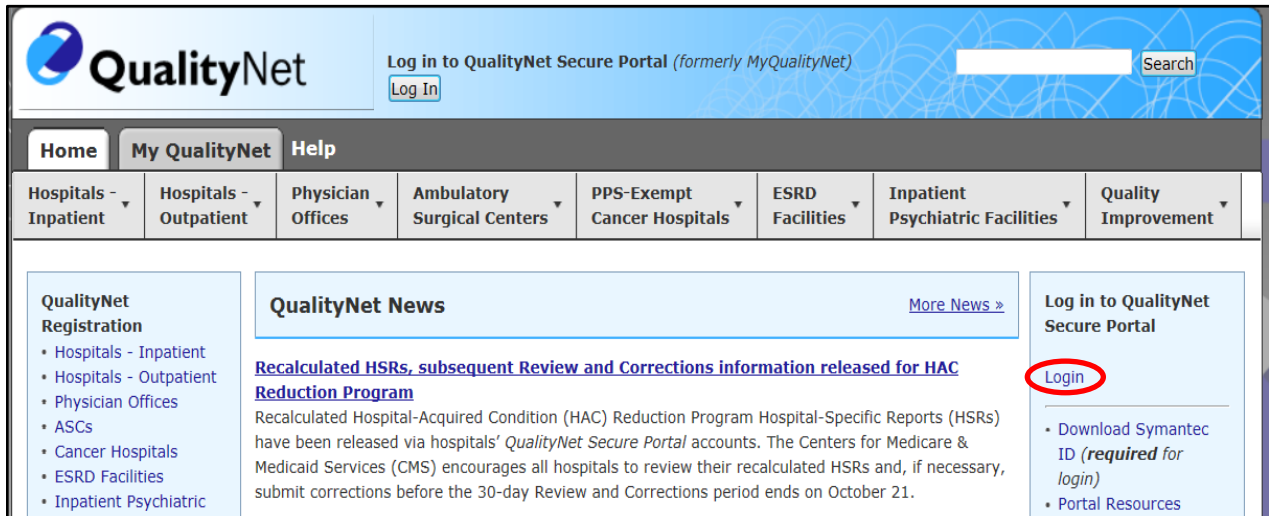 QualityNet
Log in to QualityNet Secure Portal (formerly MyQualityNet)
Log In
Search
Home
My QualityNet
Help
Hospitals -
Inpatient
Hospitals -
Outpatient
Physician
Offices
Ambulatory
Surgical Centers
PPS-Exempt
Cancer Hospitals
ESRD
Facilities
Inpatient
Psychiatric Facilities
Quality
Improvement
QualityNet
Registration
• Hospitals - Inpatient
• Hospitals - Outpatient
• Physician Offices
• ASCs
• Cancer Hospitals
• ESRD Facilities
• Inpatient Psychiatric
QualityNet News
More News »
Recalculated HSRs, subsequent Review and Corrections information released for HAC
Reduction Program
Recalculated Hospital-Acquired Condition (HAC) Reduction Program Hospital-Specific Reports (HSRs)
have been released via hospitals' QualityNet Secure Portal accounts. The Centers for Medicare &
Medicaid Services (CMS) encourages all hospitals to review their recalculated HSRs and, if necessary,
submit corrections before the 30-day Review and Corrections period ends on October 21.
Log in to QualityNet
Secure Portal
Login
• Download Symantec
ID (required for
login)
• Portal Resources